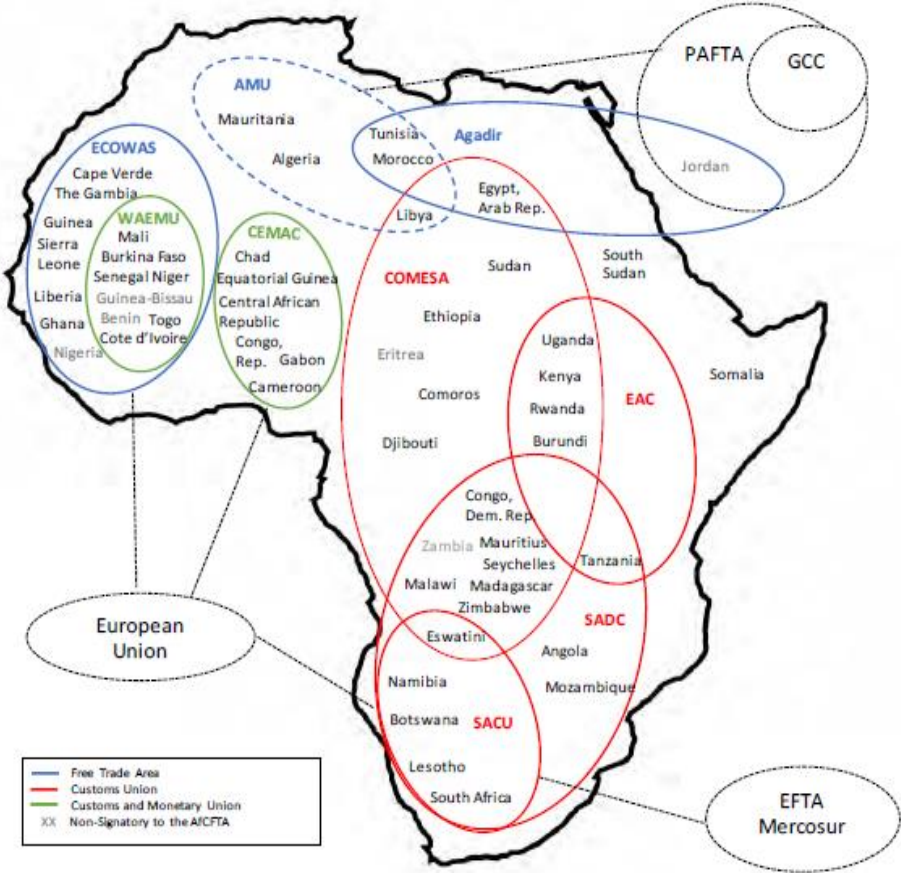 PAFTA
GCC
AMU
Mauritania
Algeria
Tunisia
Morocco
Agadir
Jordan
Libya
Egypt,
Arab Rep.
ECOWAS
Cape Verde
The Gambia
Guinea
Sierra
Leone
Liberia
Ghana
Nigeria
WAEMU
Mali
Burkina Faso
Senegal Niger
Guinea-Bissau
Benin Togo
Cote d'Ivoire
CEMAC
Chad
Equatorial Guinea
Central African
Republic
Congo,
Rep. Gabon
Cameroon
COMESA
Sudan
South
Sudan
Ethiopia
Eritrea
Comoros
Djibouti
Uganda
Kenya
Rwanda
Burundi
EAC
Somalia
Congo,
Dem. Rep
Zambia Mauritius
Seychelles
Malawi Madagascar
Zimbabwe
Tanzania
SADC
Eswatini
Angola
Mozambique
Namibia
Botswana
SACU
Lesotho
South Africa
European
Union
EFTA
Mercosur
Free Trade Area
Customs Union
Customs and Monetary Union
XX Non-Signatory to the AfCFTA